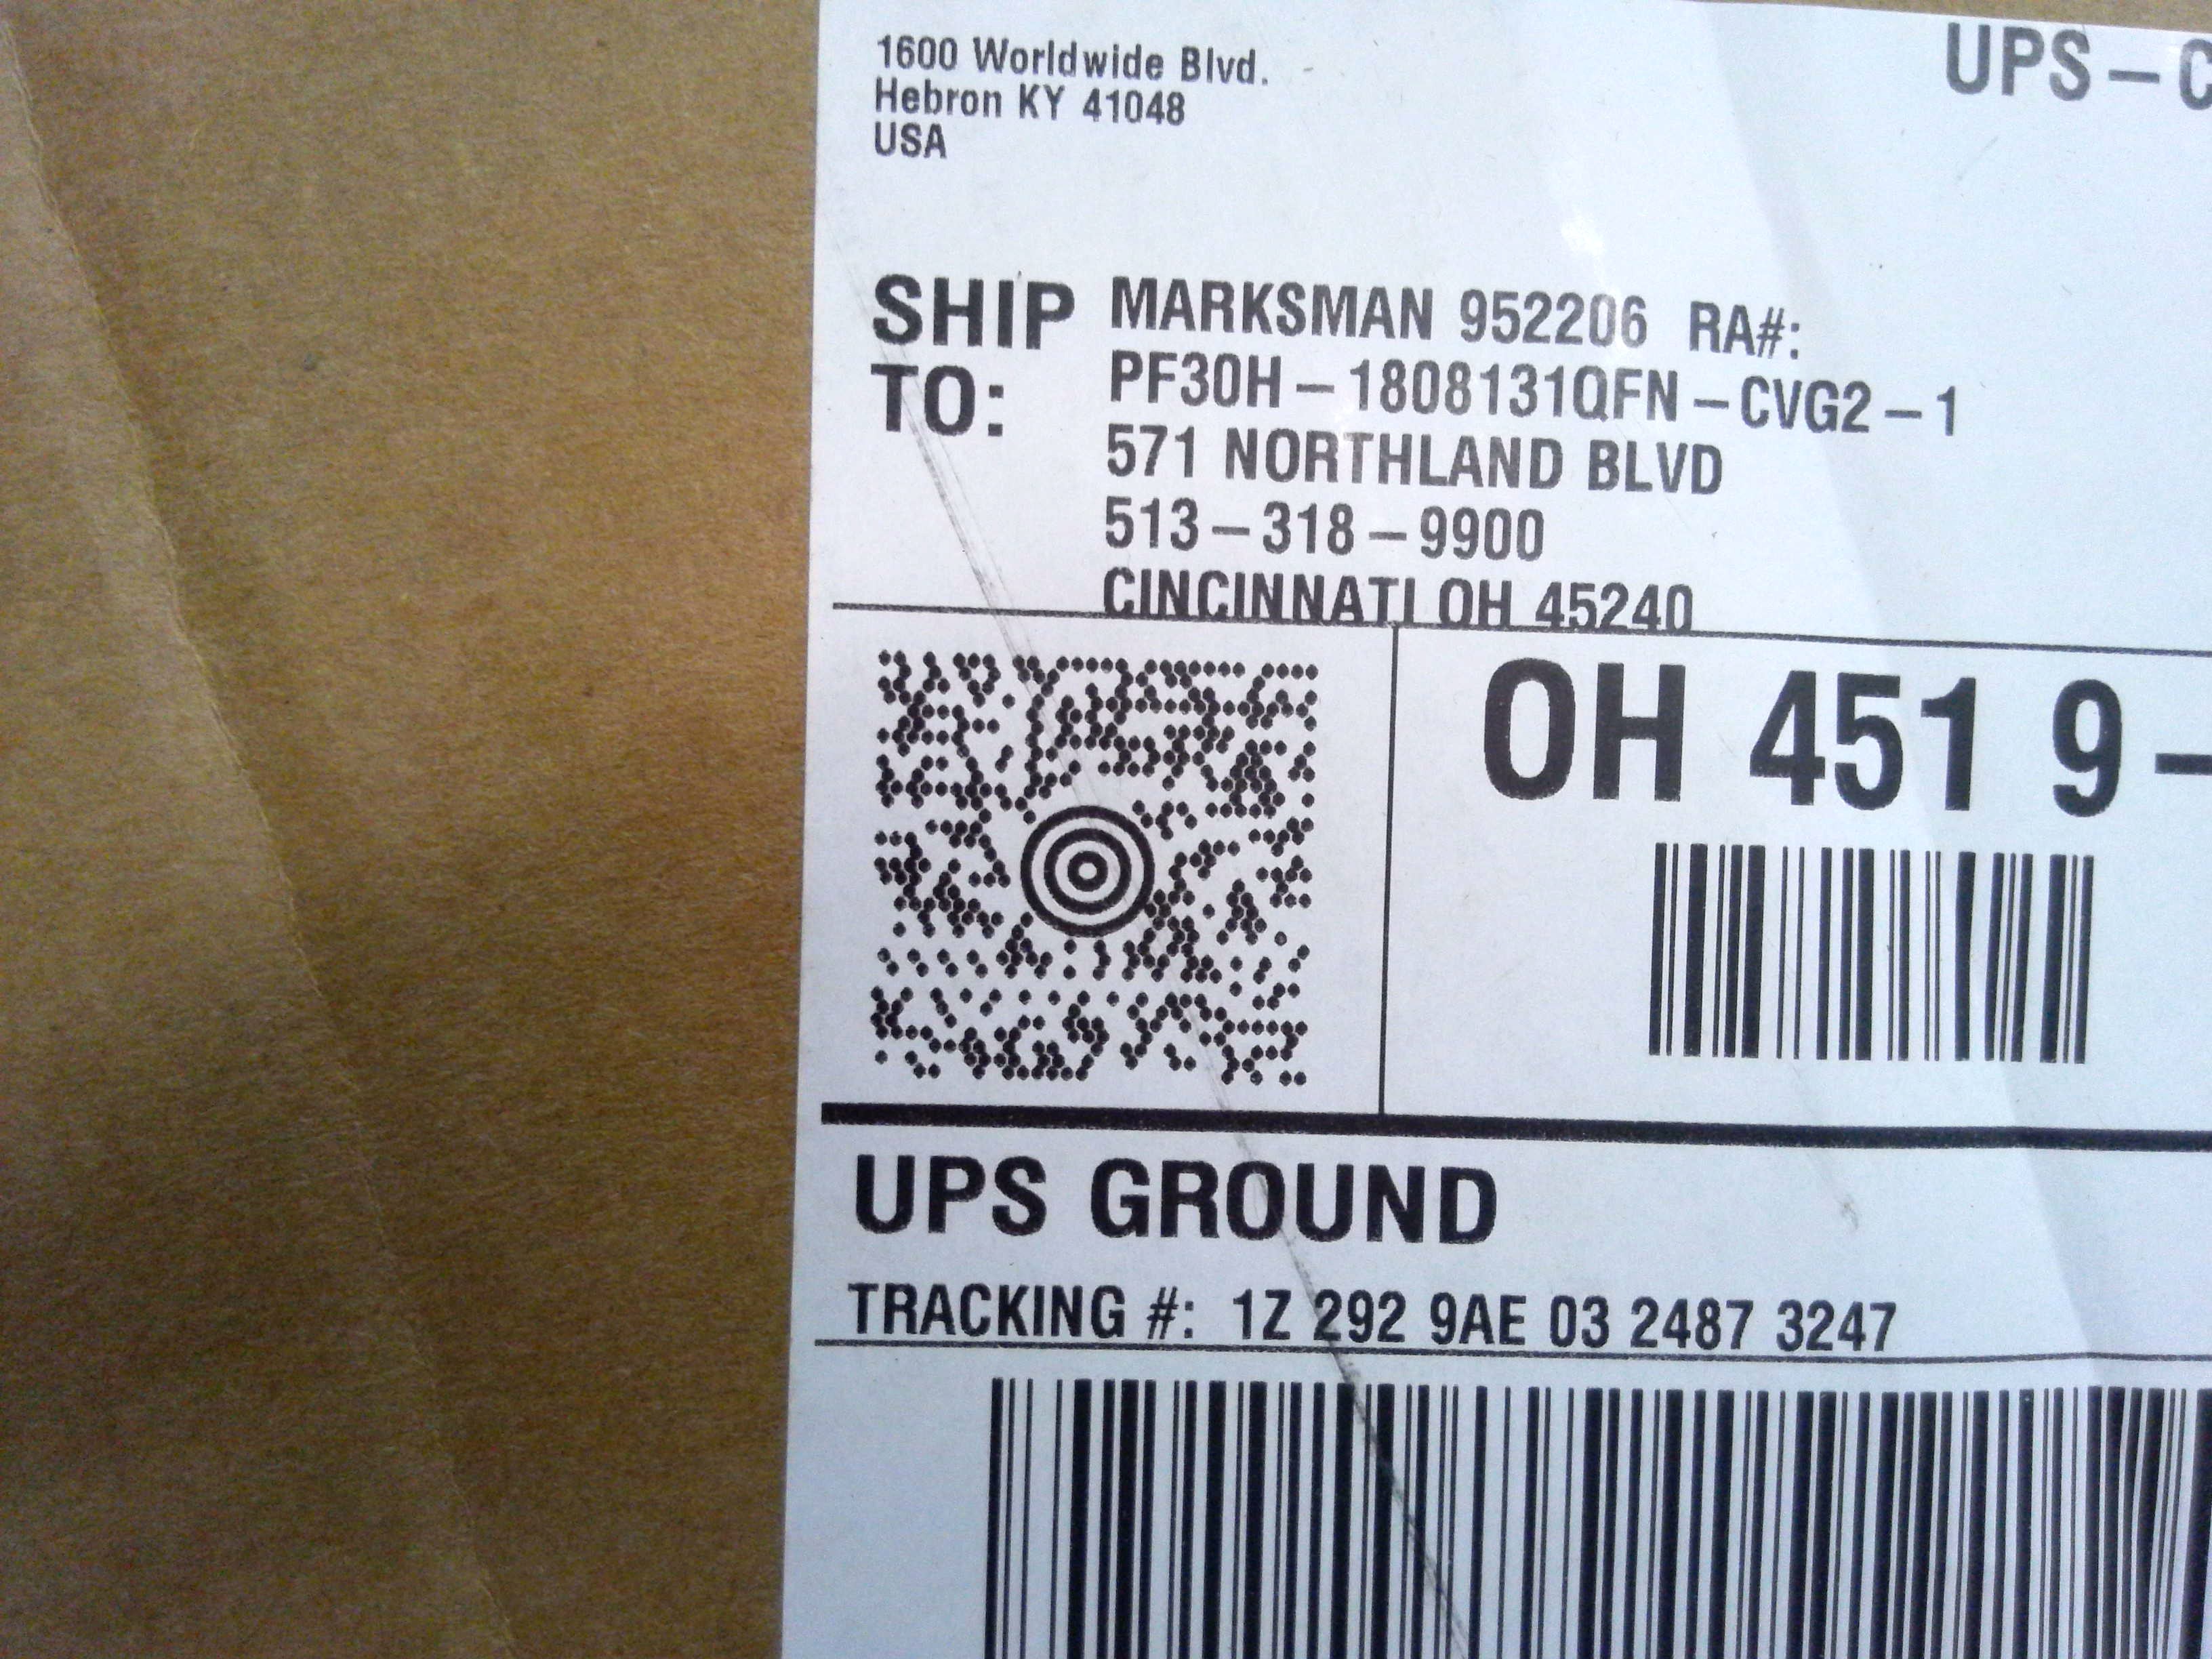 1600 Worldwide Blvd.
Hebron KY 41048
USA
UPS – C
SHIP TO:
MARKSMAN 952206 RA#:
PF30H – 1808131QFN – CVG2 – 1
571 NORTHLAND BLVD
513 – 318 – 9900
CINCINNATI OH 45240
OH 451 9 –
UPS GROUND
TRACKING #: 1Z 292 9AE 03 2487 3247